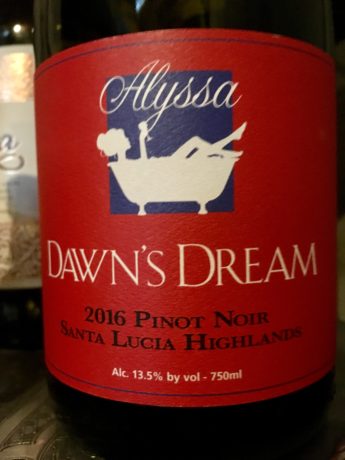 Alyssa
DAWN'S DREAM
2016 PINOT NOIR
SANTA LUCIA HIGHLANDS
Alc. 13.5% by vol - 750ml